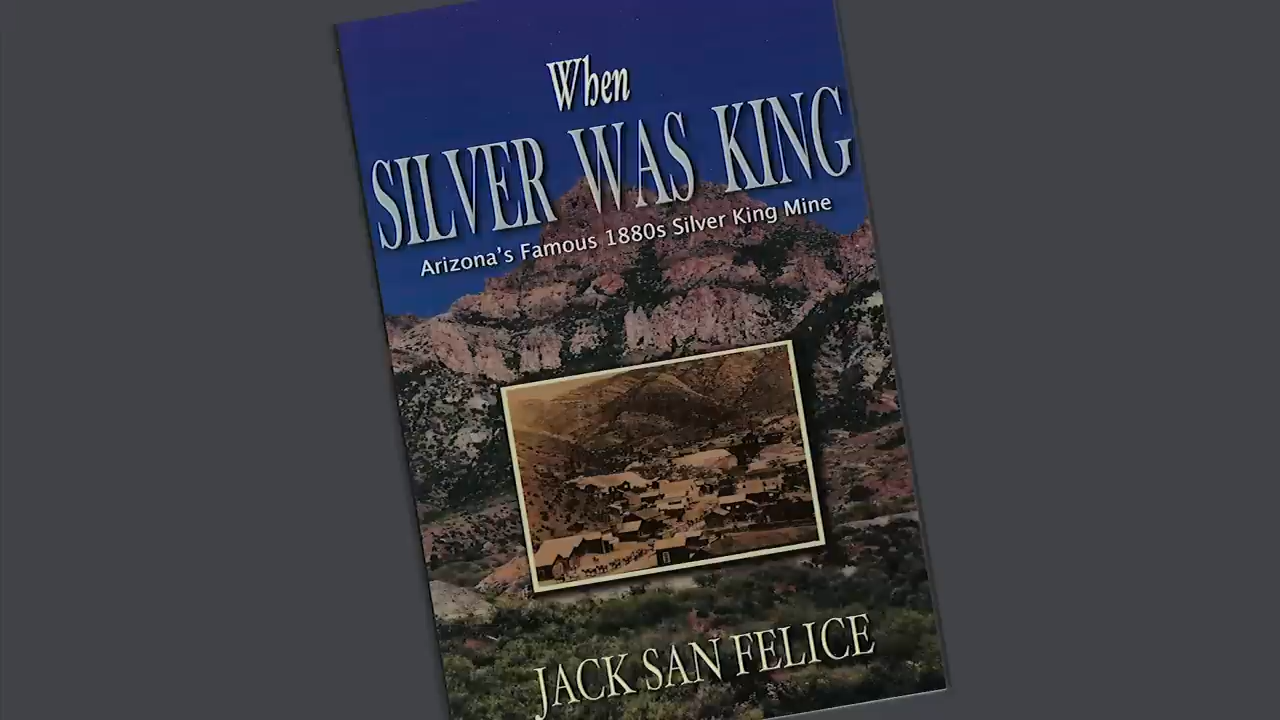 When
SILVER WAS KING
Arizona's Famous 1880s Silver King Mine
JACK SAN FELICE